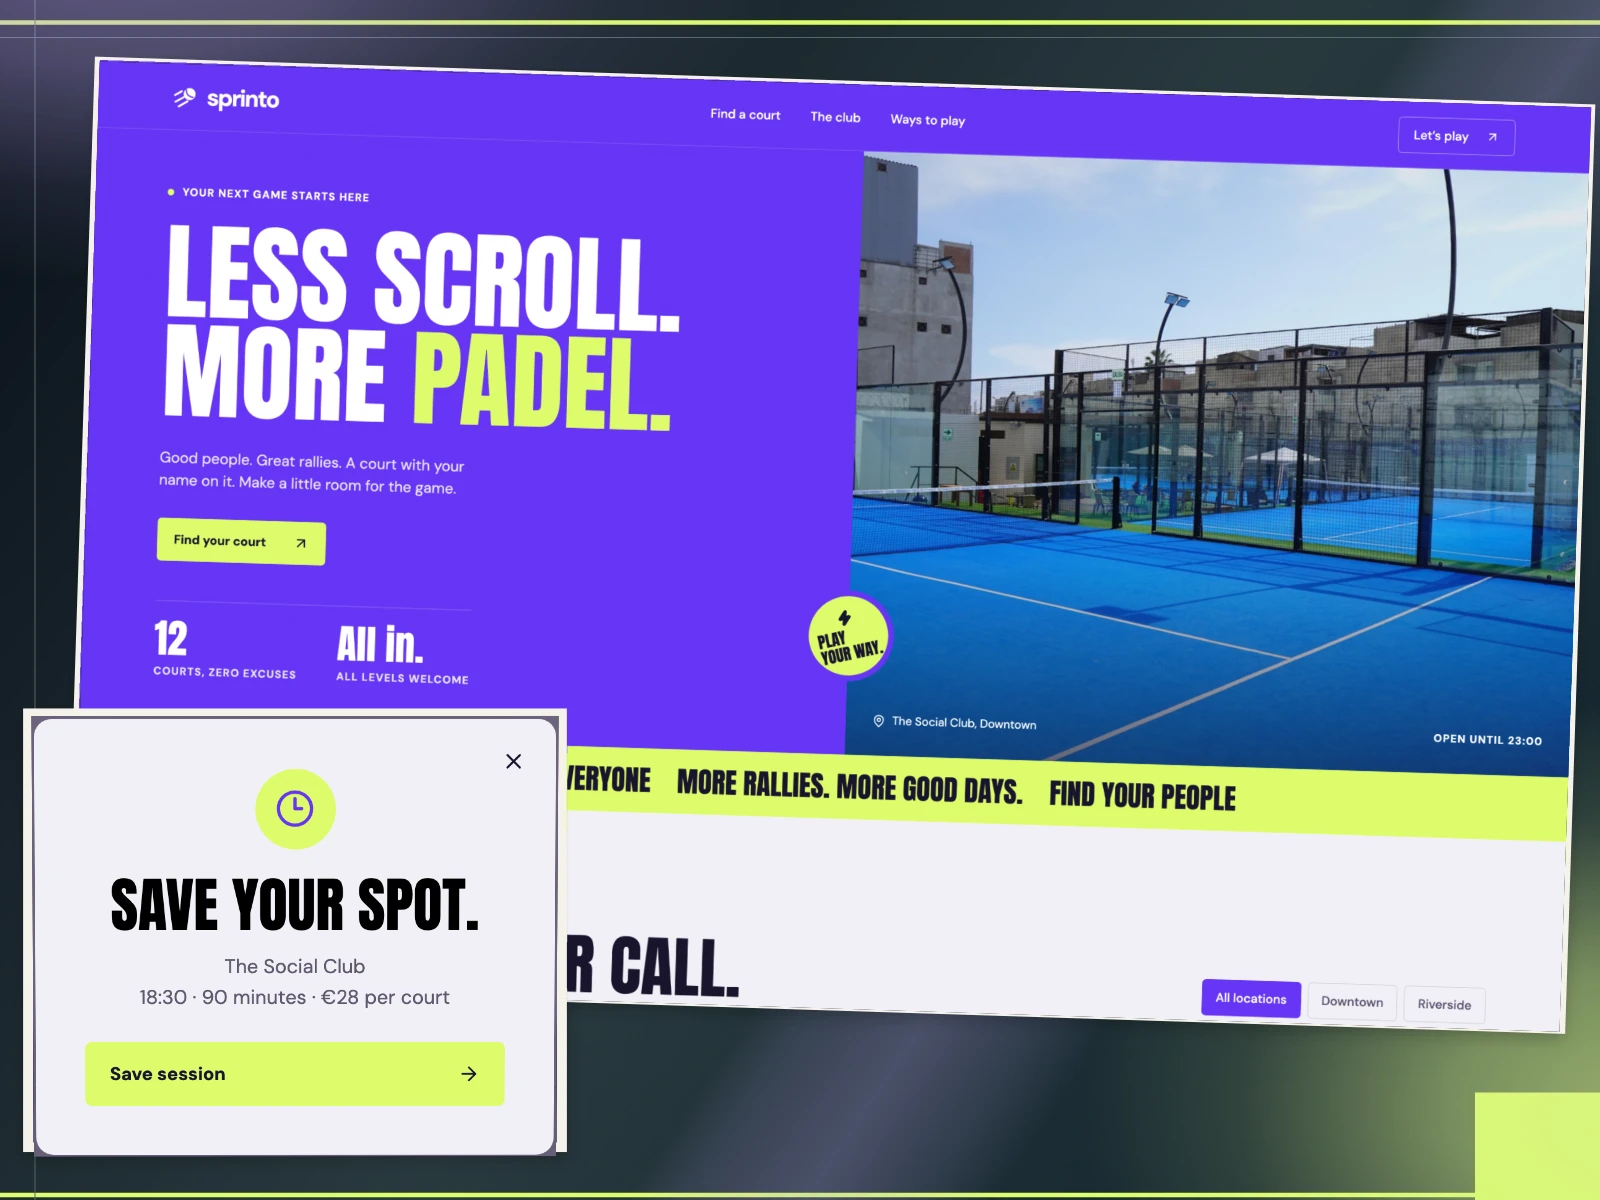 sprinto
Find a court
The club
Ways to play
Let's play
YOUR NEXT GAME STARTS HERE
LESS SCROLL.
MORE PADEL.
Good people. Great rallies. A court with your
name on it. Make a little room for the game.
Find your court
12
COURTS, ZERO EXCUSES
All in.
ALL LEVELS WELCOME
PLAY
YOUR WAY.
The Social Club, Downtown
OPEN UNTIL 23:00
VERYONE MORE RALLIES. MORE GOOD DAYS. FIND YOUR PEOPLE
R CALL.
All locations
Downtown
Riverside
SAVE YOUR SPOT.
The Social Club
18:30 · 90 minutes · €28 per court
Save session